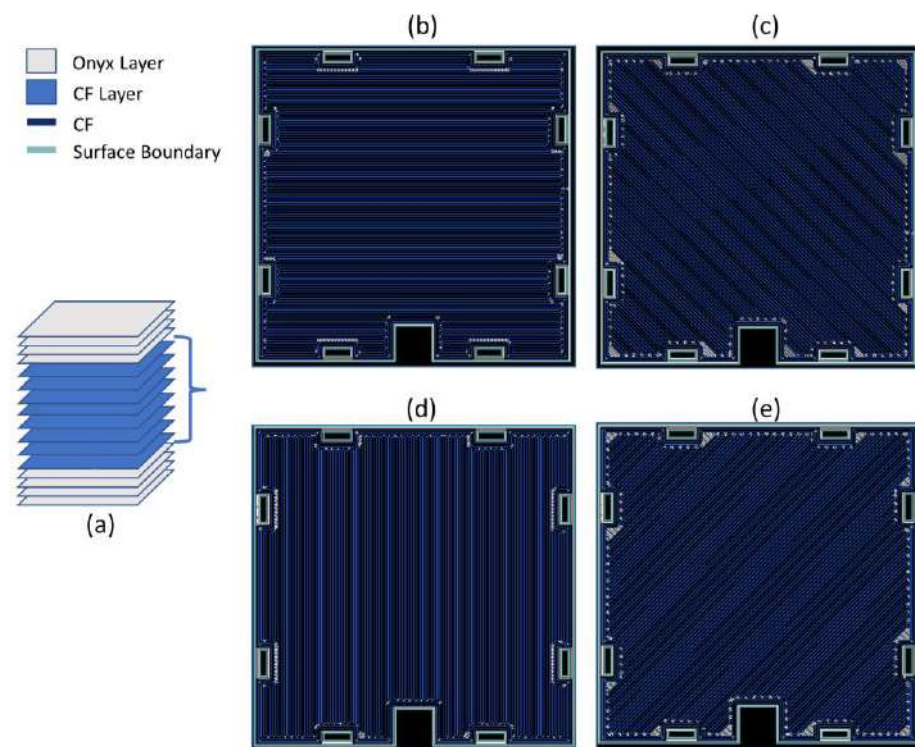 (b)
(c)
Onyx Layer
CF Layer
CF
Surface Boundary
(a)
(d)
(e)